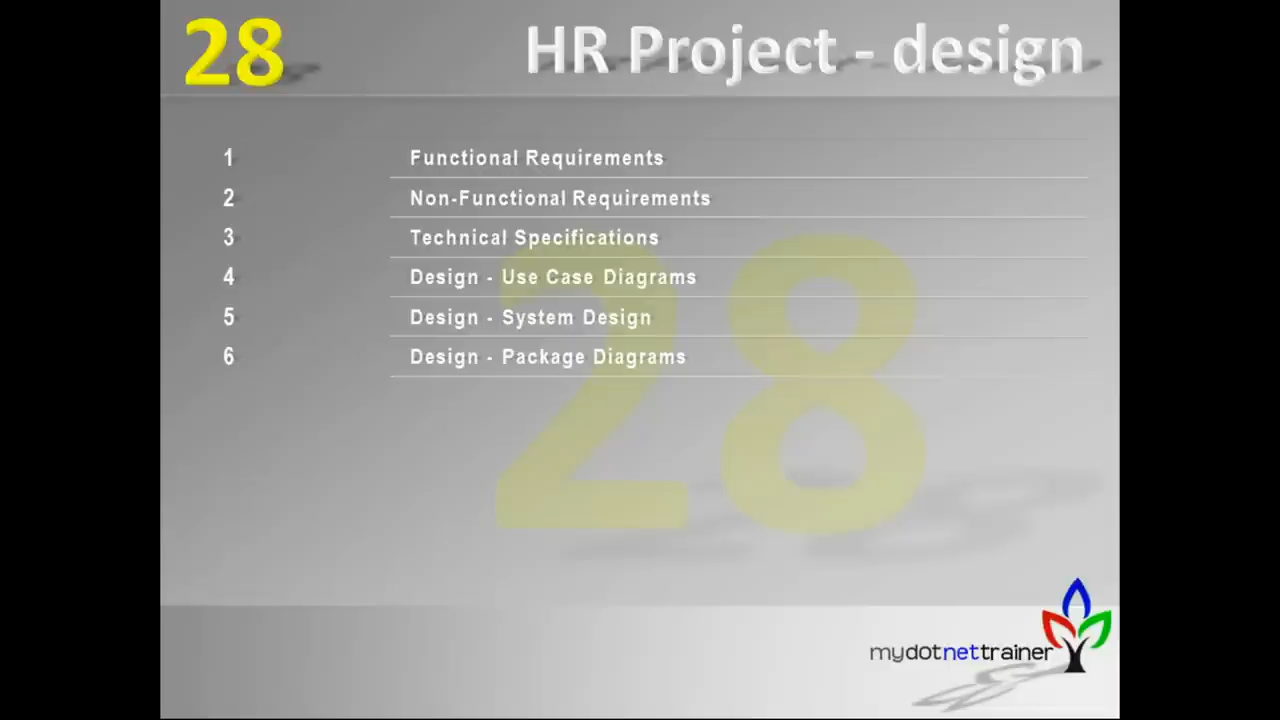 28 HR Project - design
1 Functional Requirements
2 Non-Functional Requirements
3 Technical Specifications
4 Design - Use Case Diagrams
5 Design - System Design
6 Design - Package Diagrams
28
mydotnettrainer